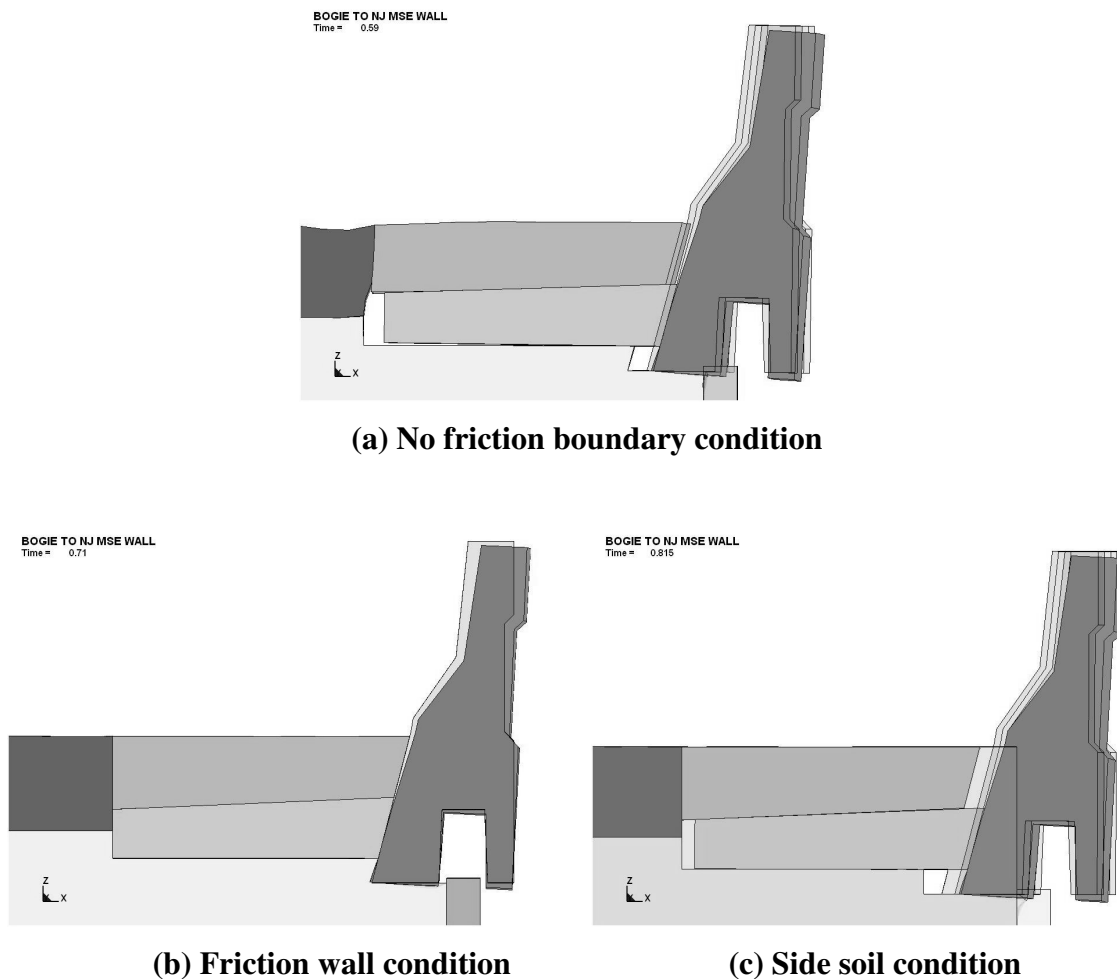 BOGIE TO NJ MSE WALL
Time = 0.59
Z
X
(a) No friction boundary condition
BOGIE TO NJ MSE WALL
Time = 0.71
Z
X
BOGIE TO NJ MSE WALL
Time = 0.815
Z
X
(b) Friction wall condition
(c) Side soil condition